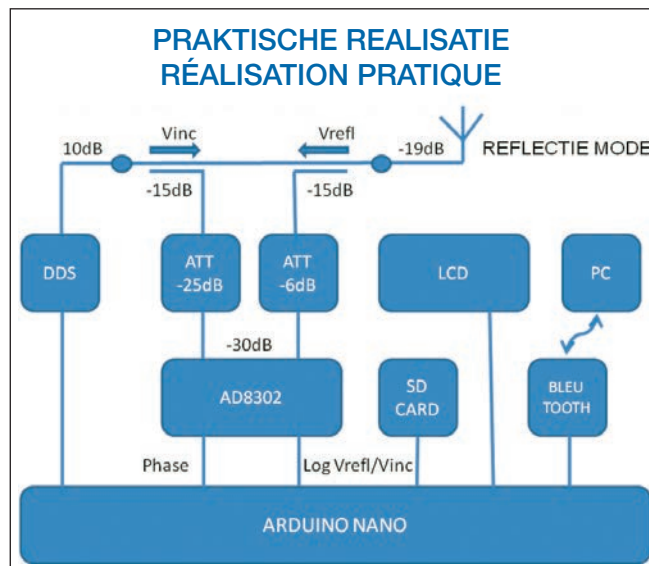 PRAKTISCHE REALISATIE
RÉALISATION PRATIQUE
Vinc
Vrefl
10dB
-19dB
REFLECTIE MODE
-15dB
-15dB
DDS
ATT
-25dB
ATT
-6dB
LCD
PC
-30dB
AD8302
SD
CARD
BLEU
TOOTH
Phase
Log Vrefl/Vinc
ARDUINO NANO